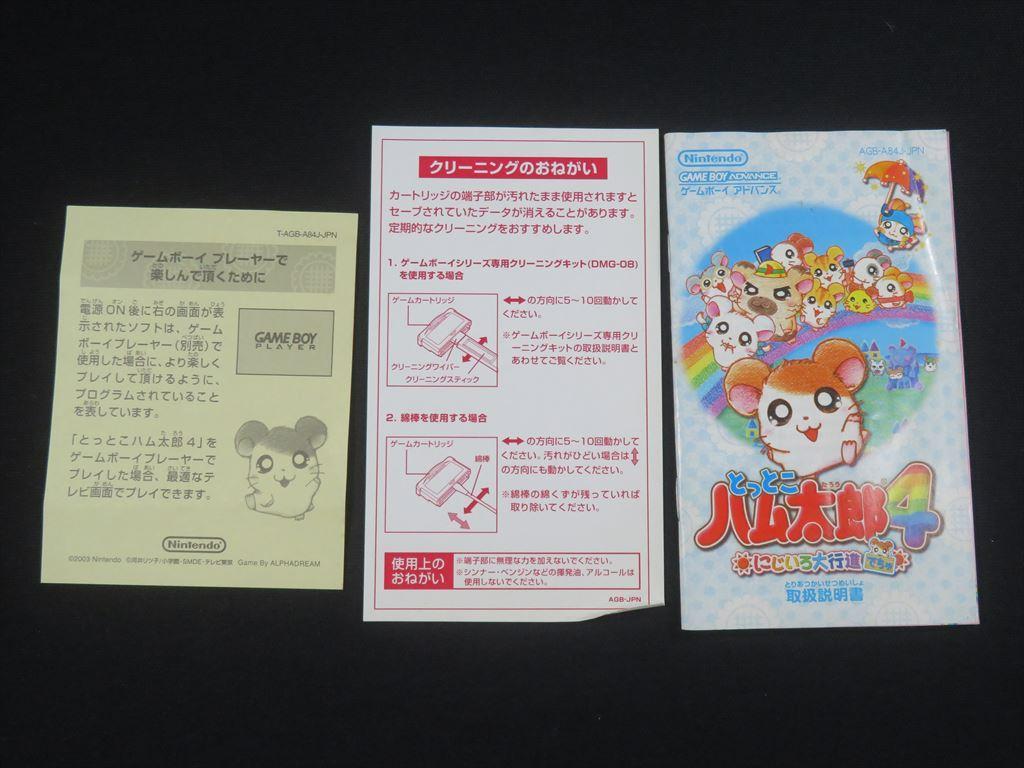 T-AGB-A84J-JPN
ゲームボーイ プレーヤーで
楽しんで頂くために
電源ON後に右の画面が表
示されたソフトは、ゲーム
ボーイプレーヤー(別売)で
使用した場合に、より楽しく
プレイして頂けるように、
プログラムされていること
を表しています。
GAME BOY
PLAYER
「とっとこハム太郎4」を
ゲームボーイプレーヤーで
プレイした場合、最適なテ
レビ画面でプレイできます。
Nintendo
©2003 Nintendo ©河井リツ子/小学館・SMDE・テレビ東京 Game By ALPHADREAM
クリーニングのおねがい
カートリッジの端子部が汚れたまま使用されますと
セーブされていたデータが消えることがあります。
定期的なクリーニングをおすすめします。
1. ゲームボーイシリーズ専用クリーニングキット(DMG-08)
を使用する場合
ゲームカートリッジ
クリーニングワイパー
クリーニングスティック
⟷の方向に5〜10回動かして
ください。
※ゲームボーイシリーズ専用クリ
ーニングキットの取扱説明書と
あわせてご覧ください。
2. 綿棒を使用する場合
ゲームカートリッジ
綿棒
⟷の方向に5〜10回動かして
ください。汚れがひどい場合は⇕
の方向にも動かしてください。
※綿棒の綿くずが残っていれば
取り除いてください。
使用上の
おねがい
※端子部に無理な力を加えないでください。
※シンナー・ベンジンなどの揮発油、アルコールは
使用しないでください。
AGB-JPN
AGB-A84J-JPN
Nintendo
GAME BOY ADVANCE
ゲームボーイ アドバンス
とっとこ
ハム太郎4
たろう
にじいろ大行進でちゅ
とりあつかいせつめいしょ
取扱説明書